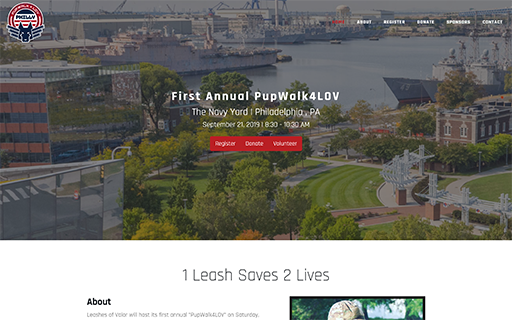 PHILLY
HOME ABOUT REGISTER DONATE SPONSORS CONTACT
First Annual PupWalk4LOV
The Navy Yard | Philadelphia , PA
September 21, 2019 | 8:30 - 10:30 AM
Register Donate Volunteer
1 Leash Saves 2 Lives
About
Leashes of Valor will host its first annual "PupWalk4LOV" on Saturday,